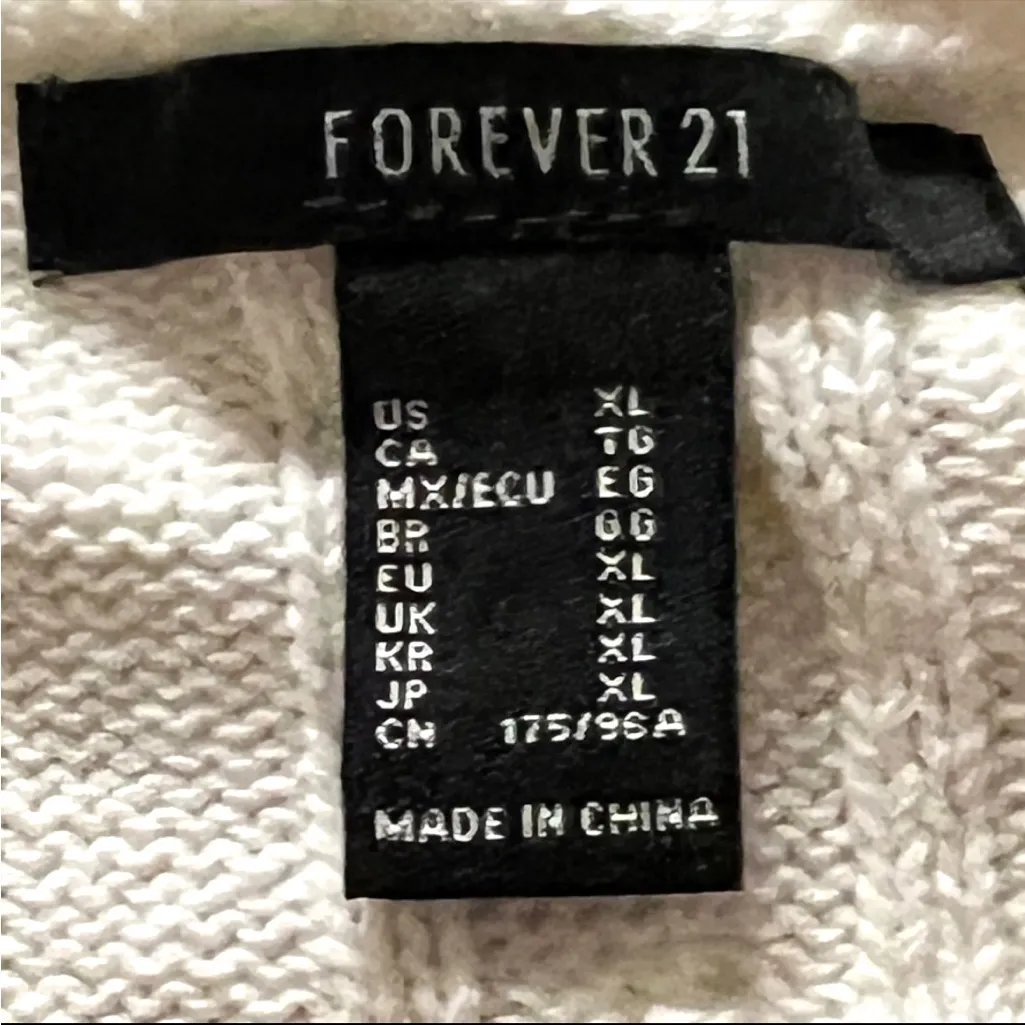 FOREVER 21
US XL
CA TG
MX/ECU EG
BR GG
EU XL
UK XL
KR XL
JP XL
CN 175/96A
MADE IN CHINA